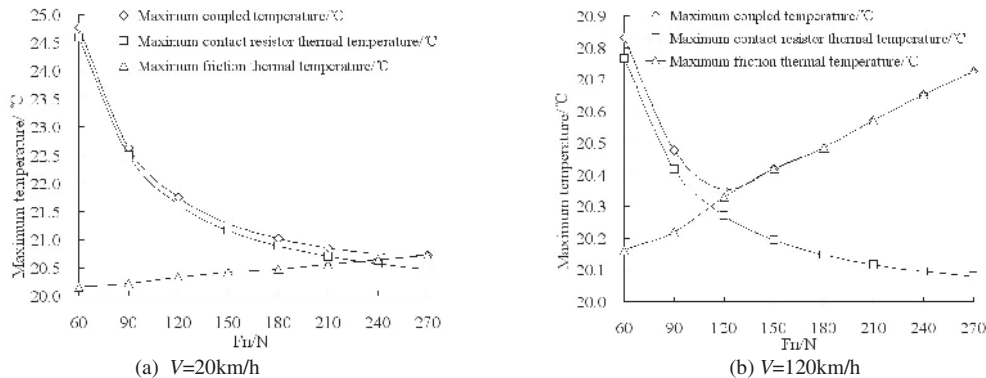 25.0
24.5
24.0
23.5
23.0
22.5
22.0
21.5
21.0
20.5
20.0
Maximum temperature/ ℃
Maximum coupled temperature/℃
Maximum contact resistor thermal temperature/℃
Maximum friction thermal temperature/℃
60 90 120 150 180 210 240 270
Fn/N
(a) V=20km/h
20.9
20.8
20.7
20.6
20.5
20.4
20.3
20.2
20.1
20.0
Maximum temperature/℃
Maximum coupled temperature/℃
Maximum contact resistor thermal temperature/℃
Maximum friction thermal temperature/℃
60 90 120 150 180 210 240 270
Fn/N
(b) V=120km/h